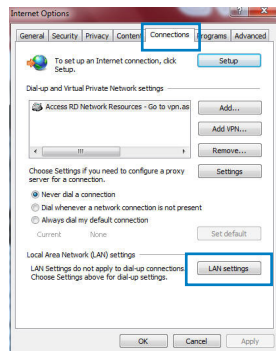 Internet Options
General Security Privacy Content Connections Programs Advanced
To set up an Internet connection, click
Setup.
Setup
Dial-up and Virtual Private Network settings
Access RD Network Resources - Go to vpn.as
Add...
Add VPN...
Remove...
Choose Settings if you need to configure a proxy
server for a connection.
Settings
Never dial a connection
Dial whenever a network connection is not present
Always dial my default connection
Current None
Set default
Local Area Network (LAN) settings
LAN Settings do not apply to dial-up connections.
Choose Settings above for dial-up settings.
LAN settings
OK Cancel Apply